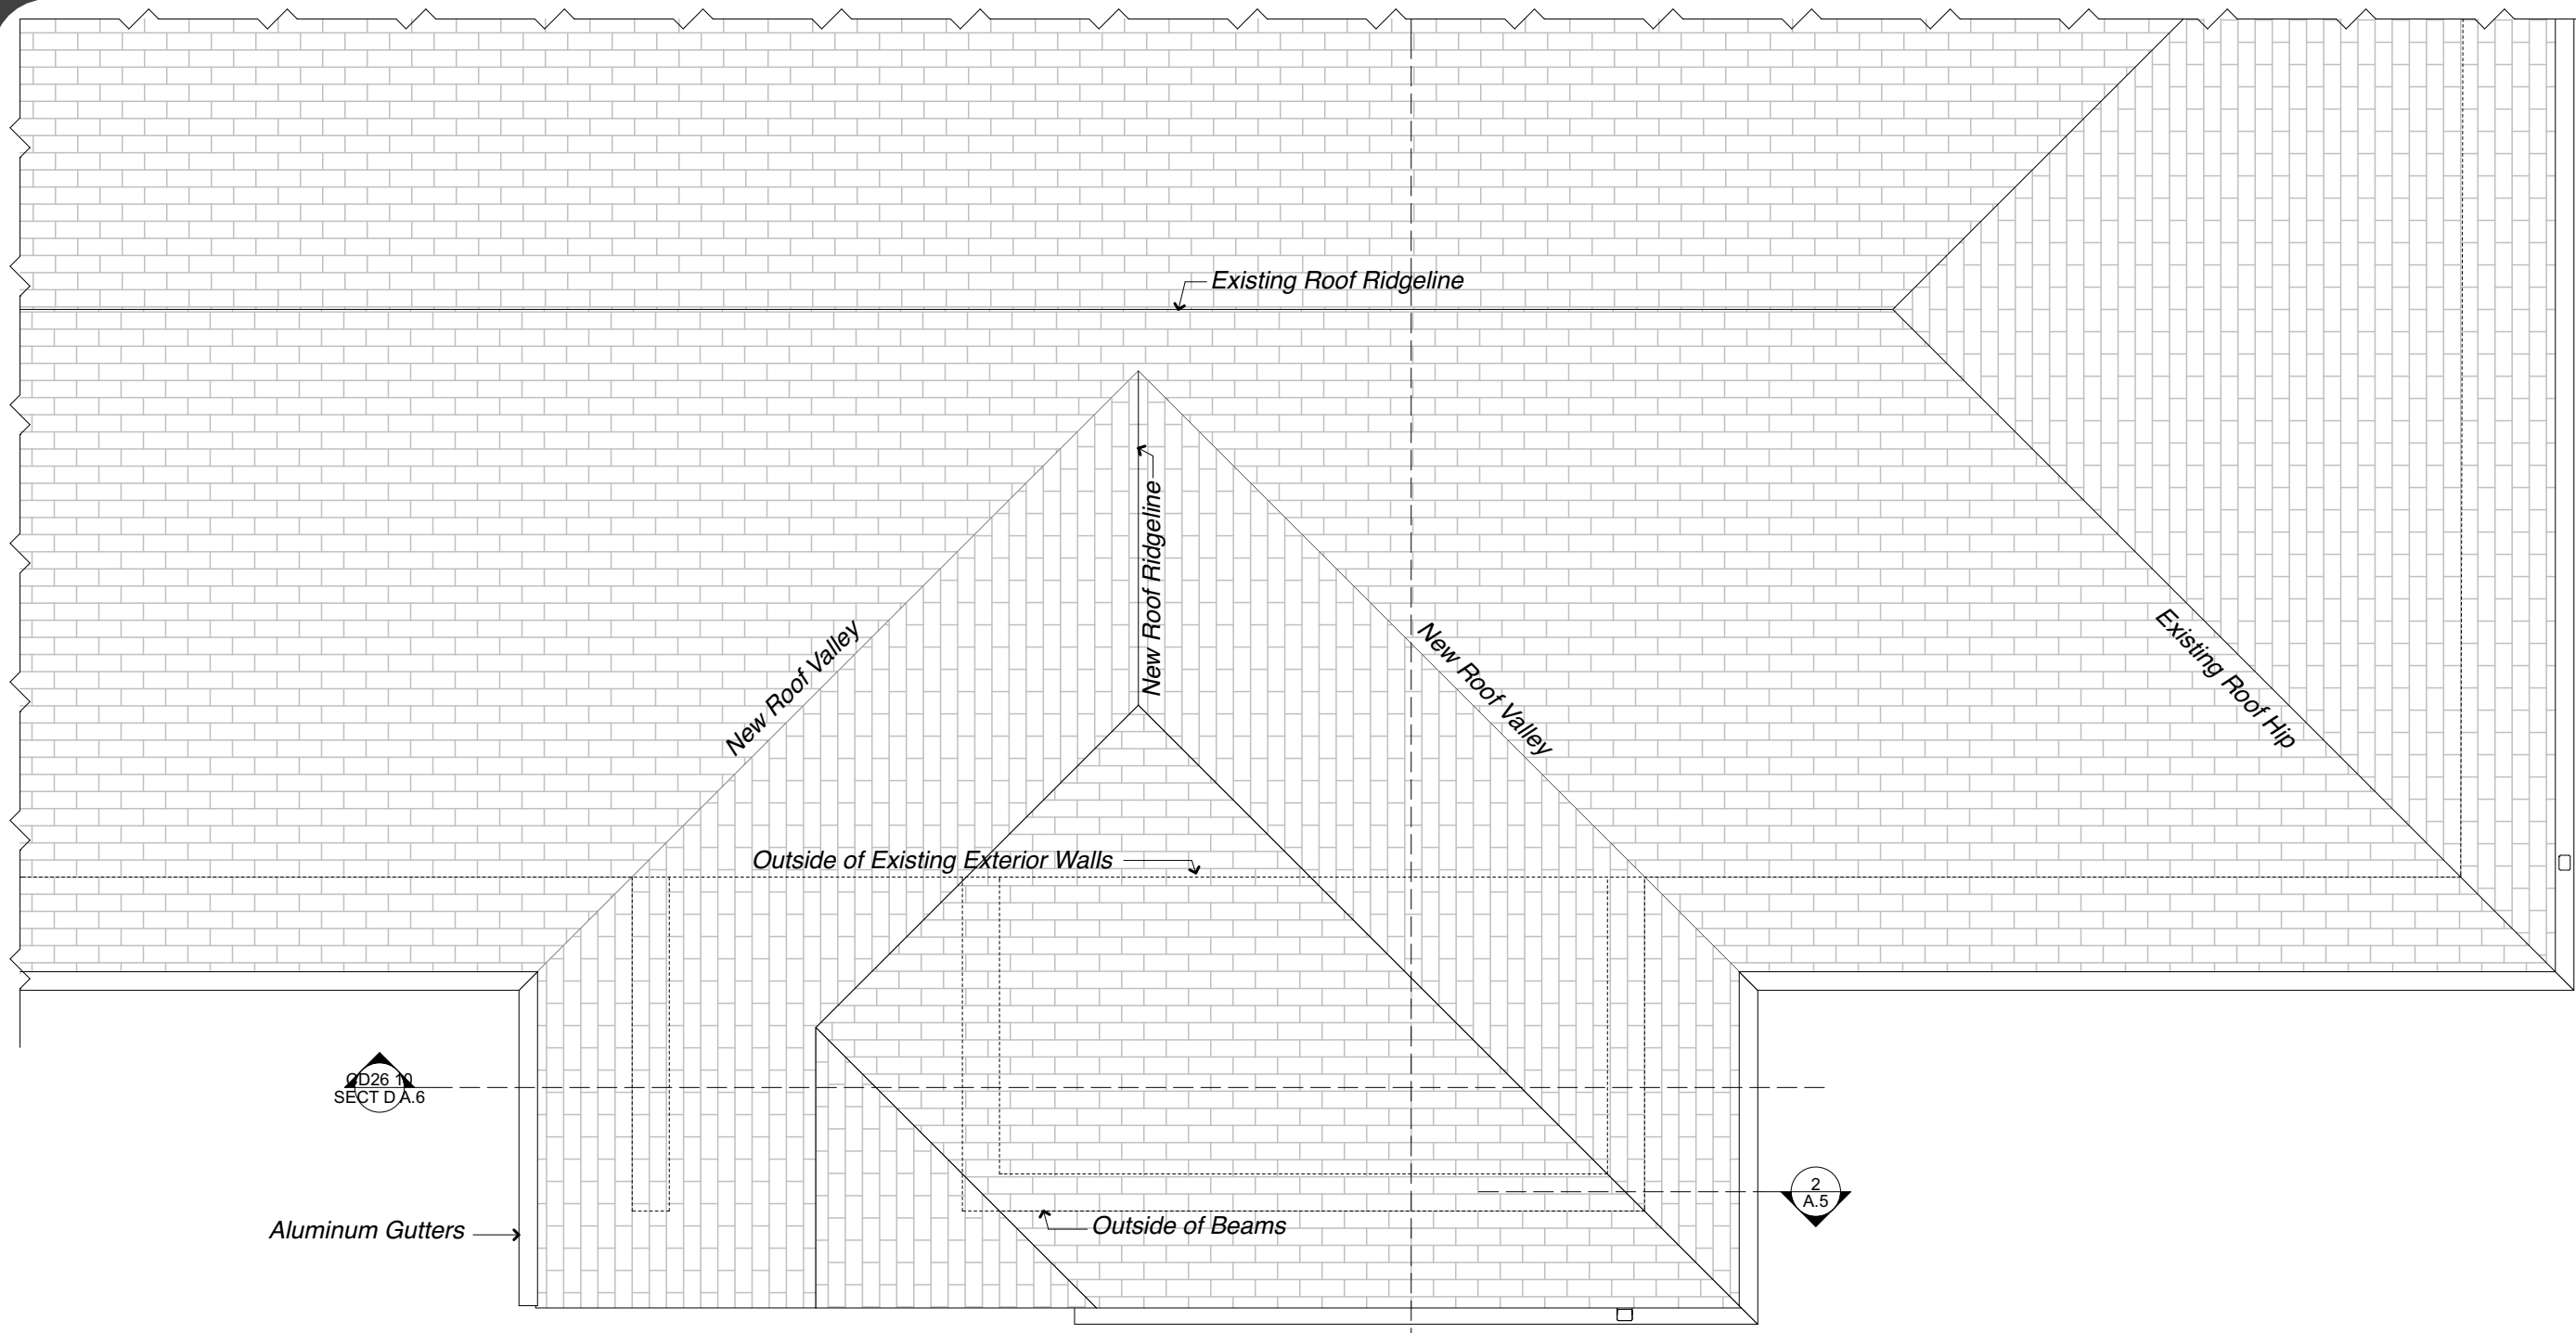 Existing Roof Ridgeline
New Roof Ridgeline
New Roof Valley
New Roof Valley
Existing Roof Hip
Outside of Existing Exterior Walls
SECT D A.6
2
A.5
Aluminum Gutters
Outside of Beams